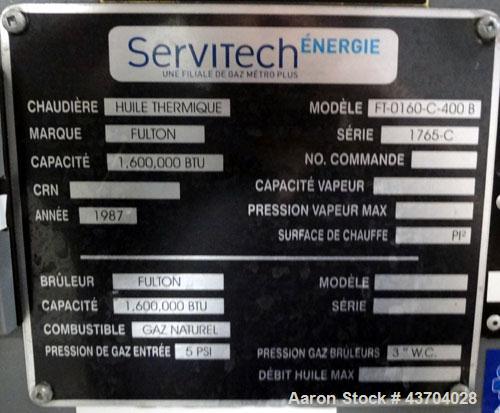 SERVITECH ÉNERGIE
UNE FILIALE DE GAZ MÉTRO PLUS
CHAUDIÈRE HUILE THERMIQUE MODÈLE FT-0160-C-400 B
MARQUE FULTON SÉRIE 1765-C
CAPACITÉ 1,600,000 BTU NO. COMMANDE
CRN CAPACITÉ VAPEUR
ANNÉE 1987 PRESSION VAPEUR MAX
SURFACE DE CHAUFFE PI²
BRÛLEUR FULTON MODÈLE
CAPACITÉ 1,600,000 BTU SÉRIE
COMBUSTIBLE GAZ NATUREL
PRESSION DE GAZ ENTRÉE 5 PSI PRESSION GAZ BRÛLEURS 3 " W.C.
DÉBIT HUILE MAX
Aaron Stock # 43704028